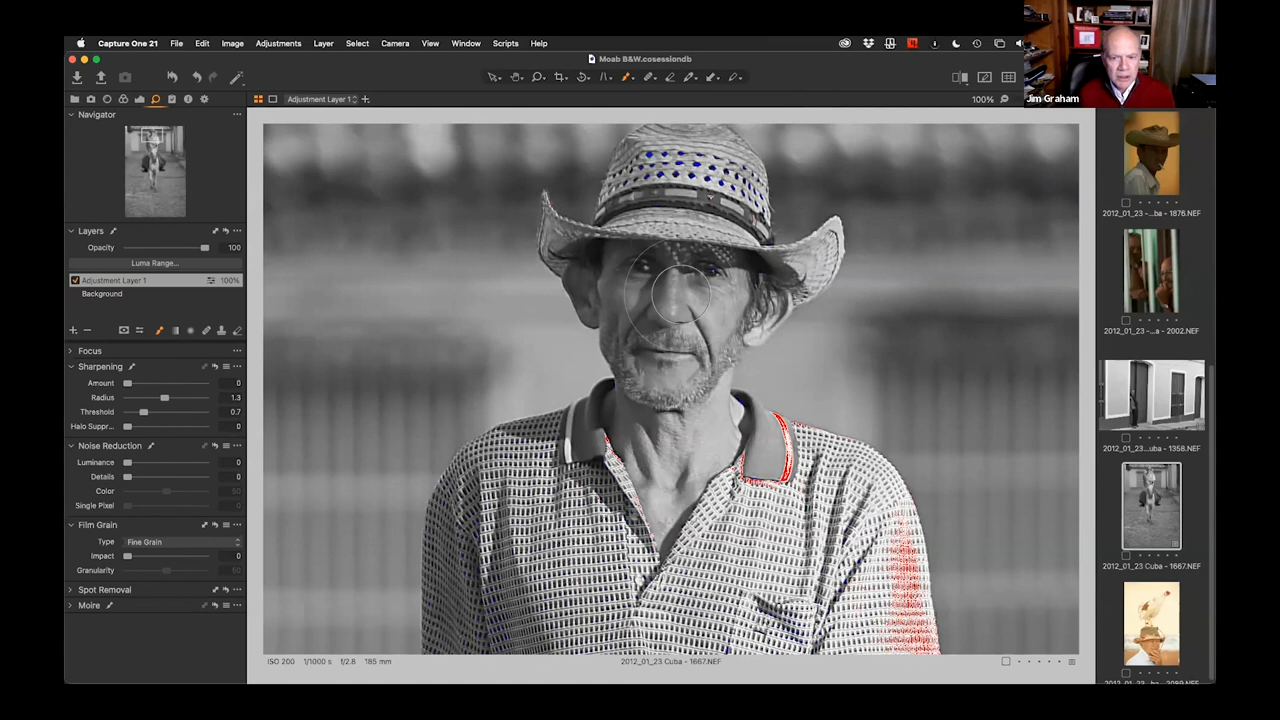 Capture One 21 File Edit Image Adjustments Layer Select Camera View Window Scripts Help
Moab B&W.cosessiondb
Jim Graham
Adjustment Layer 1
100%
Navigator
Layers
Opacity 100
Luma Range...
Adjustment Layer 1 100%
Background
Focus
Sharpening
Amount 0
Radius 1.3
Threshold 0.7
Halo Suppr... 0
Noise Reduction
Luminance 0
Details 0
Color 50
Single Pixel 0
Film Grain
Type Fine Grain
Impact 0
Granularity 50
Spot Removal
Moire
ISO 200 1/1000 s f/2.8 185 mm
2012_01_23 Cuba - 1667.NEF
2012_01_23 ...ba - 1876.NEF
2012_01_23 -...a - 2002.NEF
2012_01_23...uba - 1358.NEF
2012_01_23 Cuba - 1667.NEF